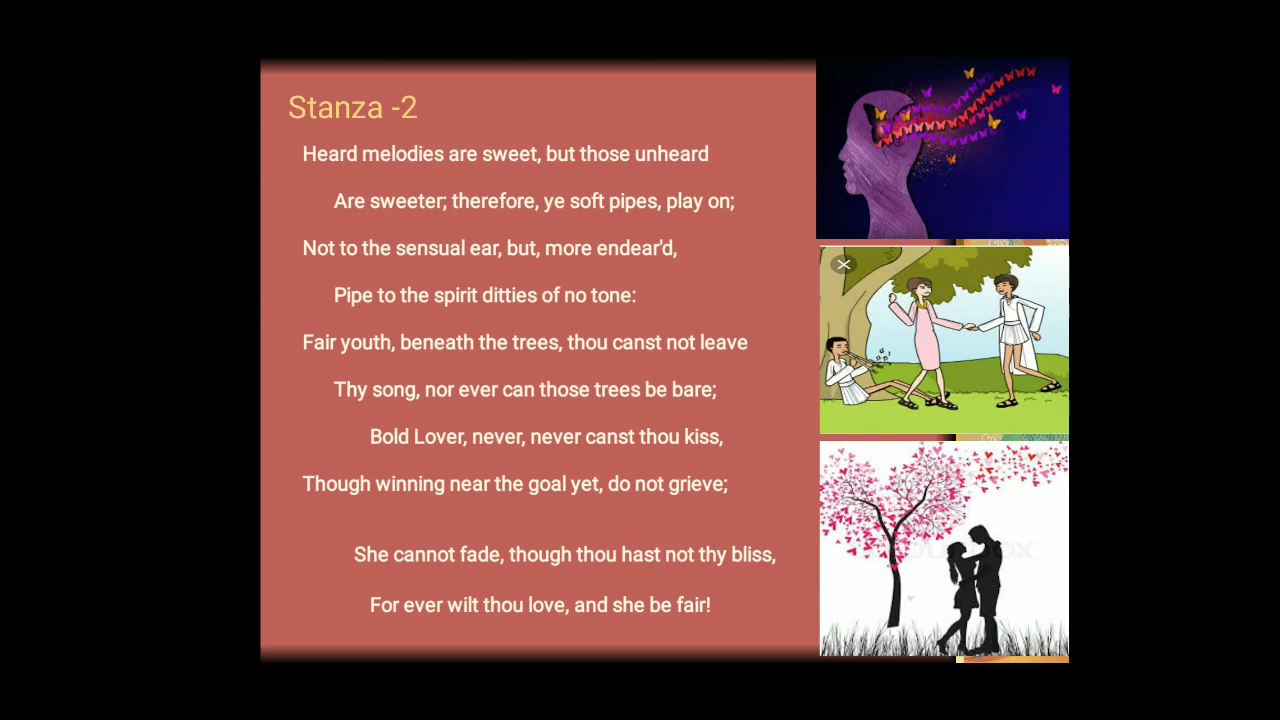 Stanza -2
Heard melodies are sweet, but those unheard
Are sweeter; therefore, ye soft pipes, play on;
Not to the sensual ear, but, more endear'd,
Pipe to the spirit ditties of no tone:
Fair youth, beneath the trees, thou canst not leave
Thy song, nor ever can those trees be bare;
Bold Lover, never, never canst thou kiss,
Though winning near the goal yet, do not grieve;
She cannot fade, though thou hast not thy bliss,
For ever wilt thou love, and she be fair!